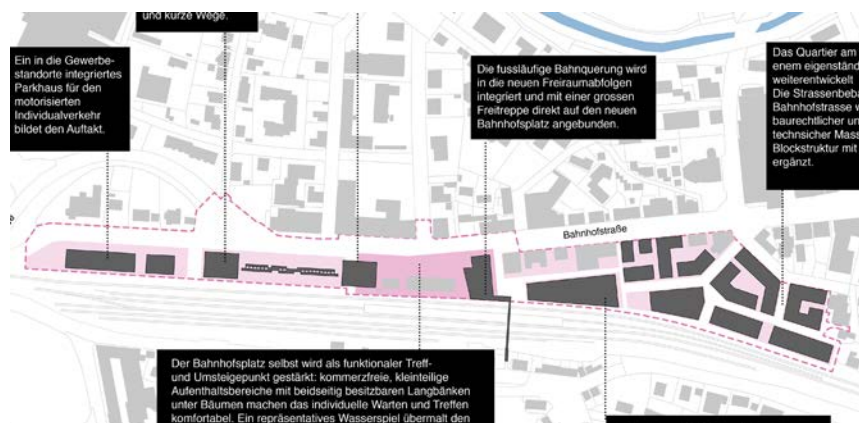 und kurze Wege.
Ein in die Gewerbe-
standorte integriertes
Parkhaus für den
motorisierten
Individualverkehr
bildet den Auftakt.
Die fussläufige Bahnquerung wird
in die neuen Freiraumabfolgen
integriert und mit einer grossen
Freitreppe direkt auf den neuen
Bahnhofsplatz angebunden.
Das Quartier am
enem eigenständ
weiterentwickelt
Die Strassenbeba
Bahnhofstrasse w
baurechtlicher un
technsicher Mass
Blockstruktur mit
ergänzt.
Bahnhofstraße
Der Bahnhofsplatz selbst wird als funktionaler Treff-
und Umsteigepunkt gestärkt: kommerzfreie, kleinteilige
Aufenthaltsbereiche mit beidseitig besitzbaren Langbänken
unter Bäumen machen das individuelle Warten und Treffen
komfortabel. Ein repräsentatives Wasserspiel übermalt den